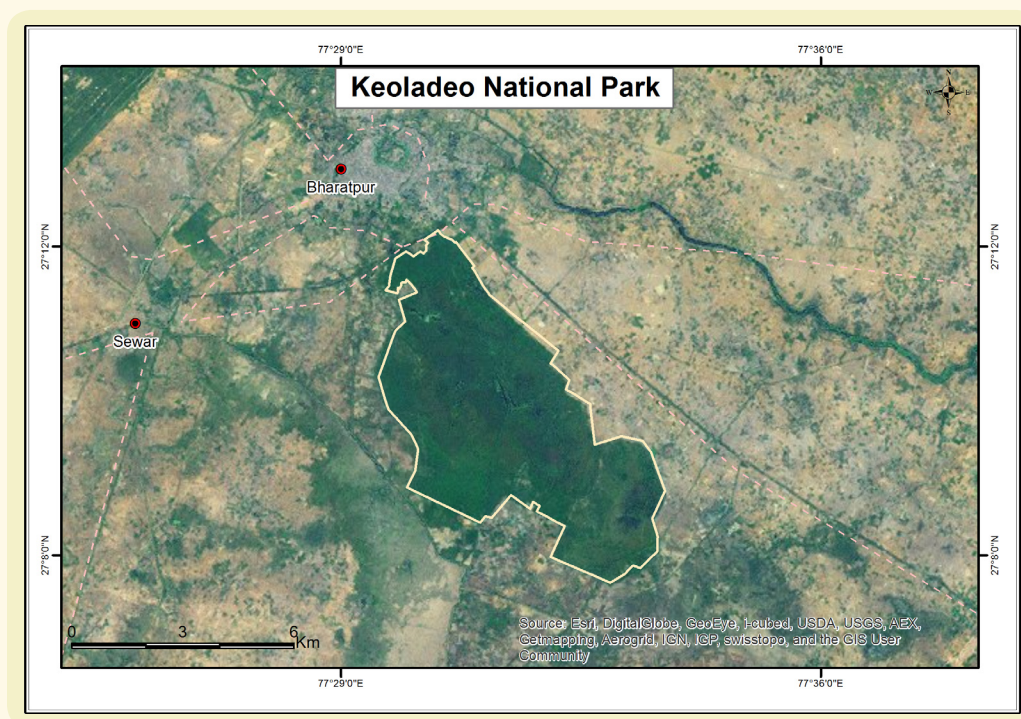 77°29'0"E
77°36'0"E
Keoladeo National Park
N
W E
S
Bharatpur
27°12'0"N
27°12'0"N
Sewar
27°8'0"N
27°8'0"N
0 3 6
Km
Source: Esri, DigitalGlobe, GeoEye, i-cubed, USDA, USGS, AEX,
Getmapping, Aerogrid, IGN, IGP, swisstopo, and the GIS User
Community
77°29'0"E
77°36'0"E